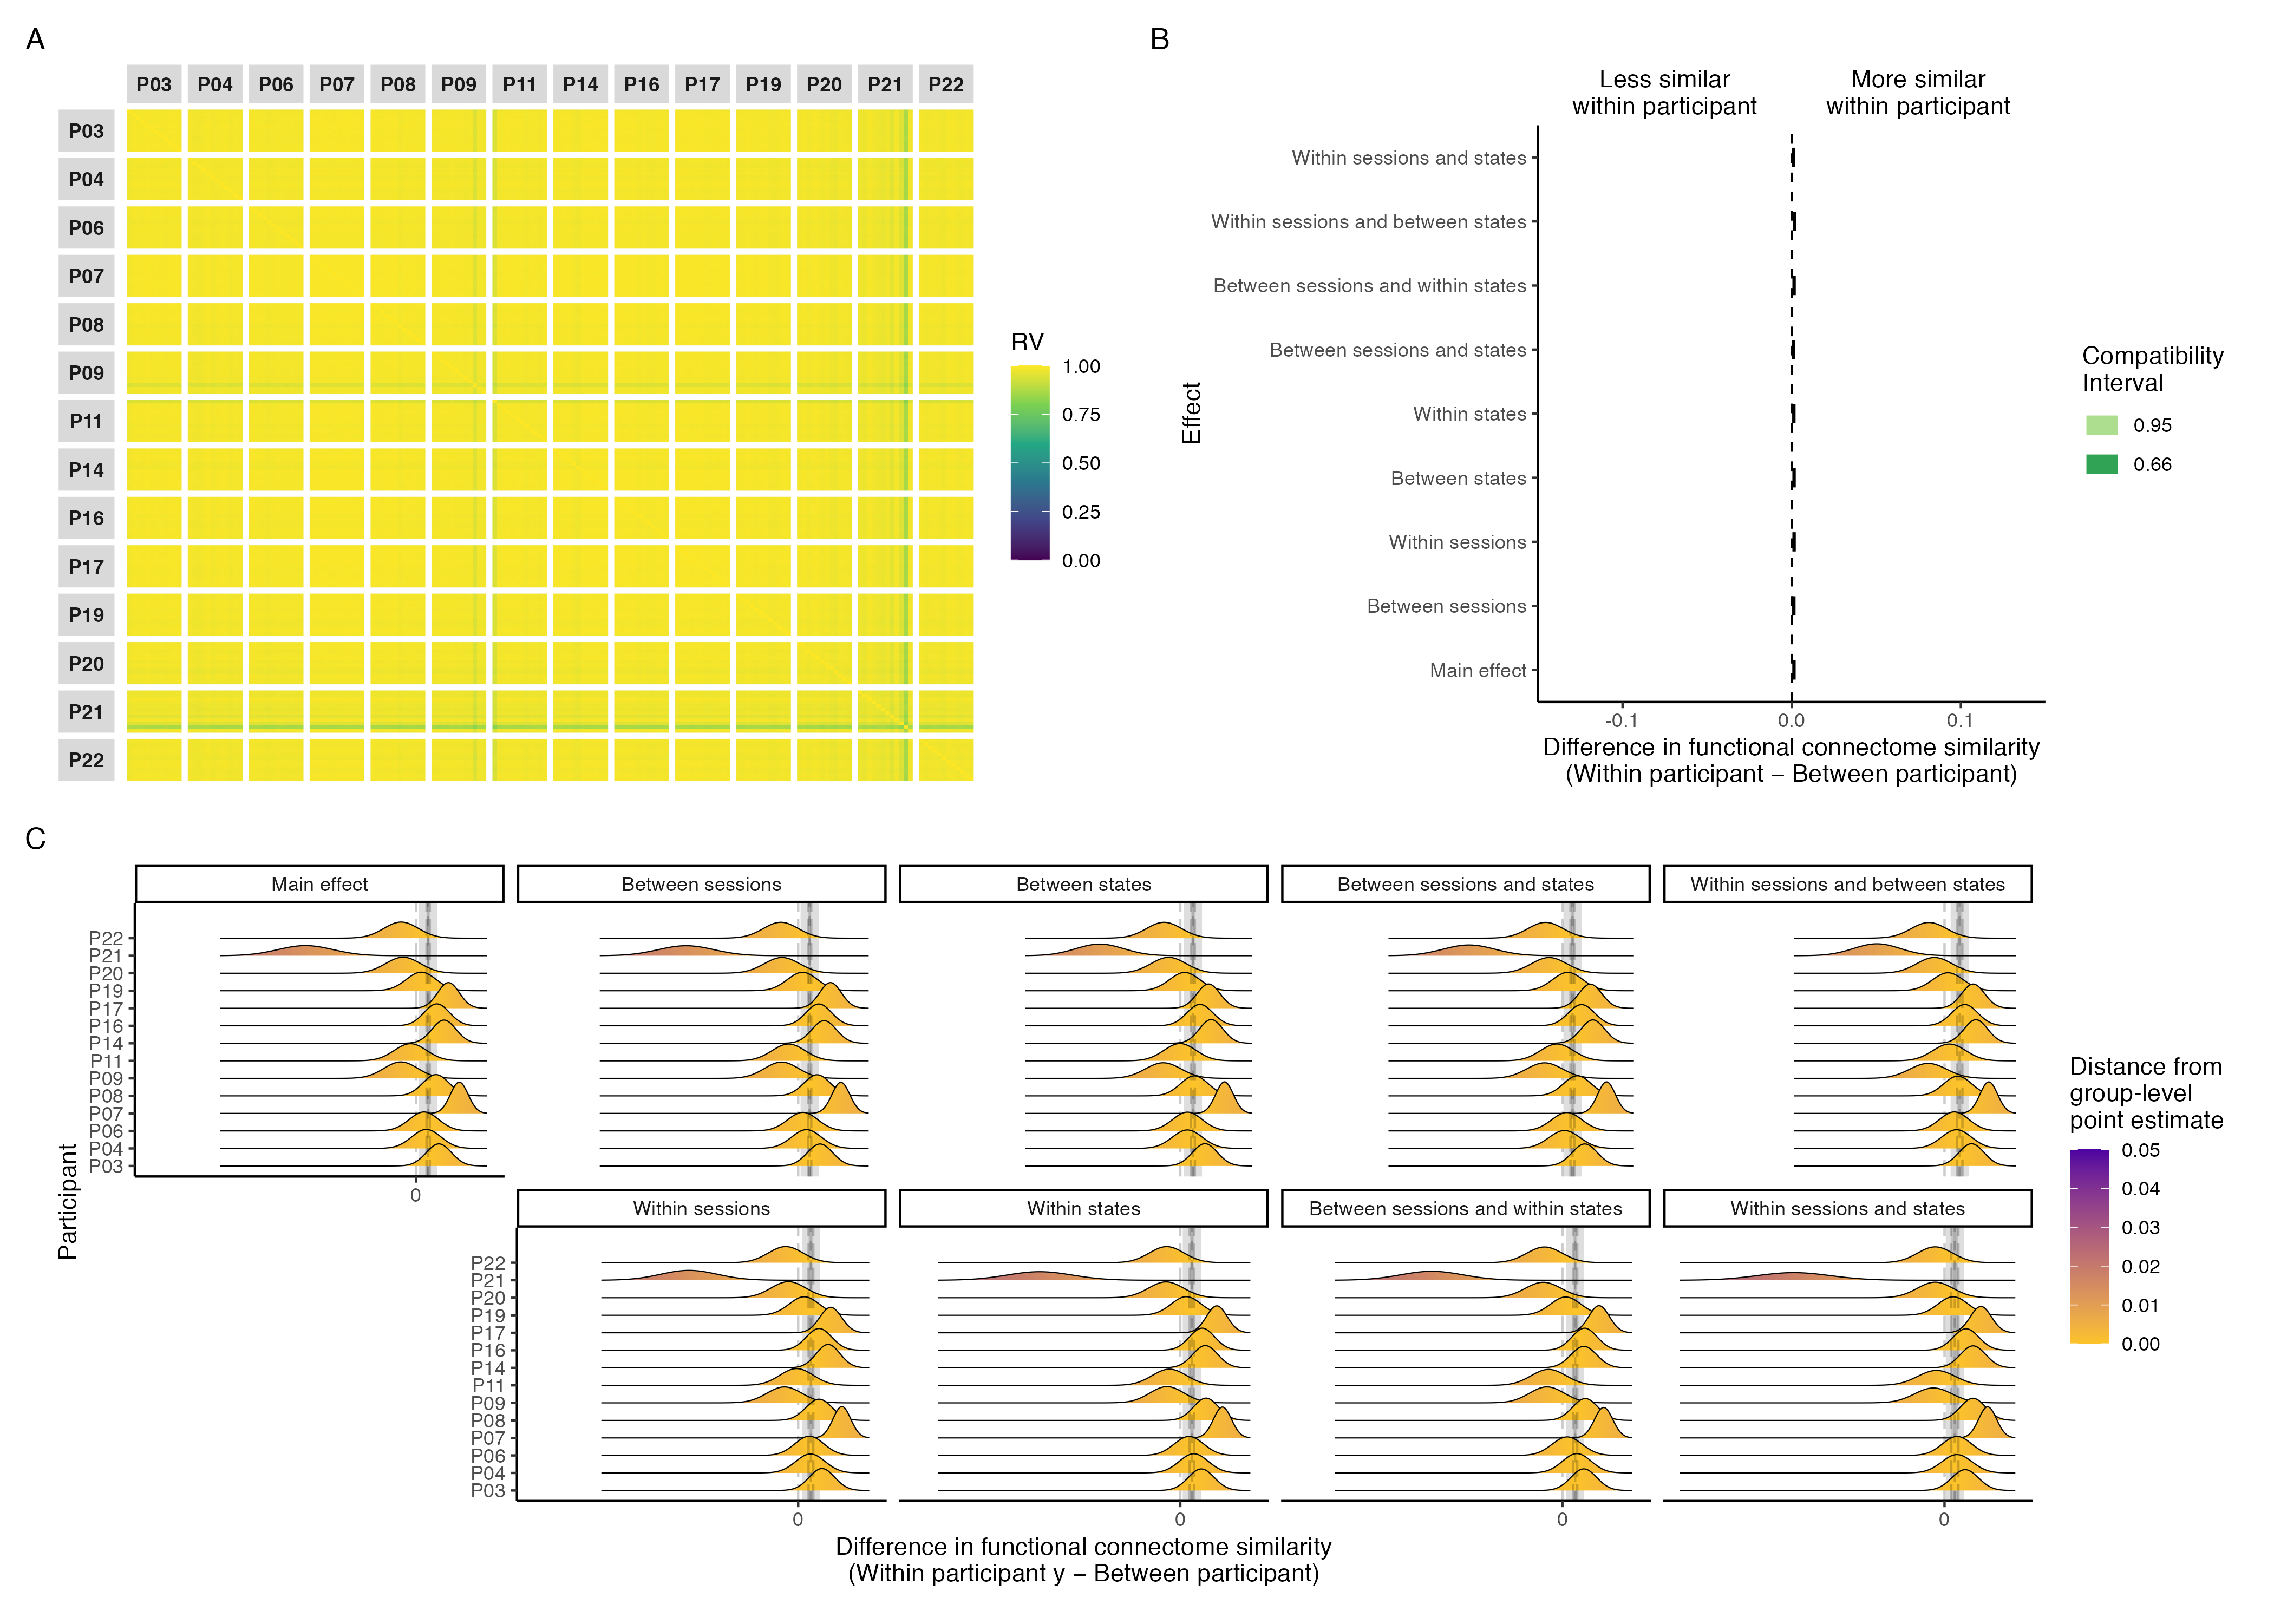 A
P03 P04 P06 P07 P08 P09 P11 P14 P16 P17 P19 P20 P21 P22
P03
P04
P06
P07
P08
P09
P11
P14
P16
P17
P19
P20
P21
P22
RV
1.00
0.75
0.50
0.25
0.00
B
Less similar
within participant
More similar
within participant
Effect
Within sessions and states
Within sessions and between states
Between sessions and within states
Between sessions and states
Within states
Between states
Within sessions
Between sessions
Main effect
-0.1 0.0 0.1
Difference in functional connectome similarity
(Within participant – Between participant)
Compatibility
Interval
0.95
0.66
C
Participant
Main effect
Between sessions
Between states
Between sessions and states
Within sessions and between states
P22
P21
P20
P19
P17
P16
P14
P11
P09
P08
P07
P06
P04
P03
0
Within sessions
Within states
Between sessions and within states
Within sessions and states
P22
P21
P20
P19
P17
P16
P14
P11
P09
P08
P07
P06
P04
P03
0 0 0 0
Difference in functional connectome similarity
(Within participant y – Between participant)
Distance from
group-level
point estimate
0.05
0.04
0.03
0.02
0.01
0.00